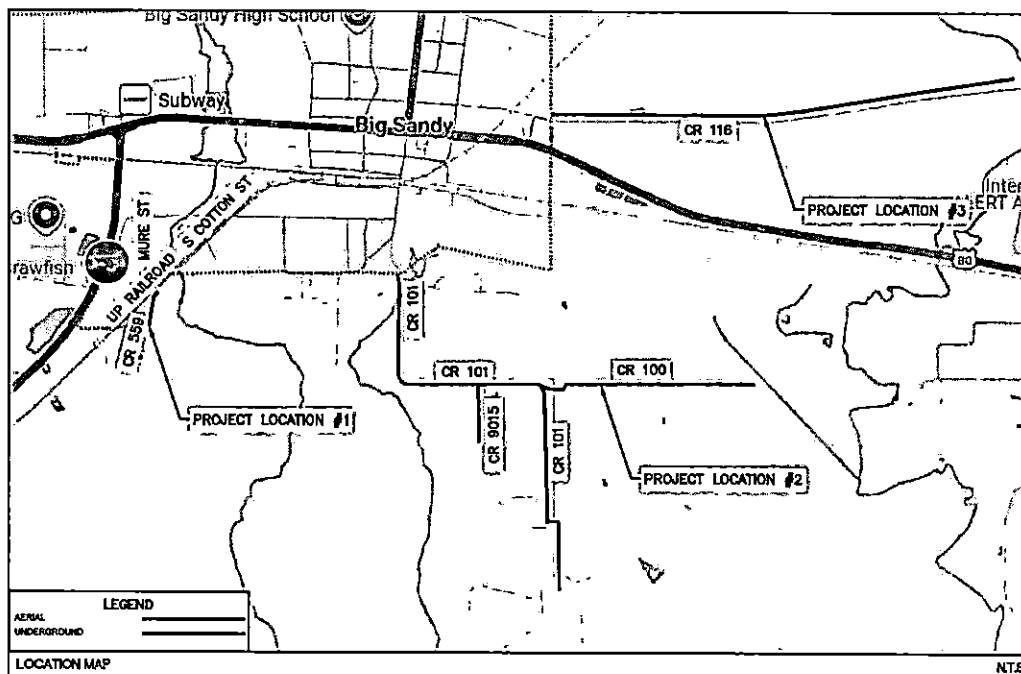 Big Sandy High School
Subway
Big Sandy
CR 116
PROJECT LOCATION #3
Inter
ERT A
80
G
MURE ST
S COTTON ST
UP RAILROAD
rawfish
CR 559
CR 101
CR 101
CR 100
PROJECT LOCATION #1
CR 9015
CR 101
PROJECT LOCATION #2
LEGEND
AERIAL
UNDERGROUND
LOCATION MAP
N.T.S